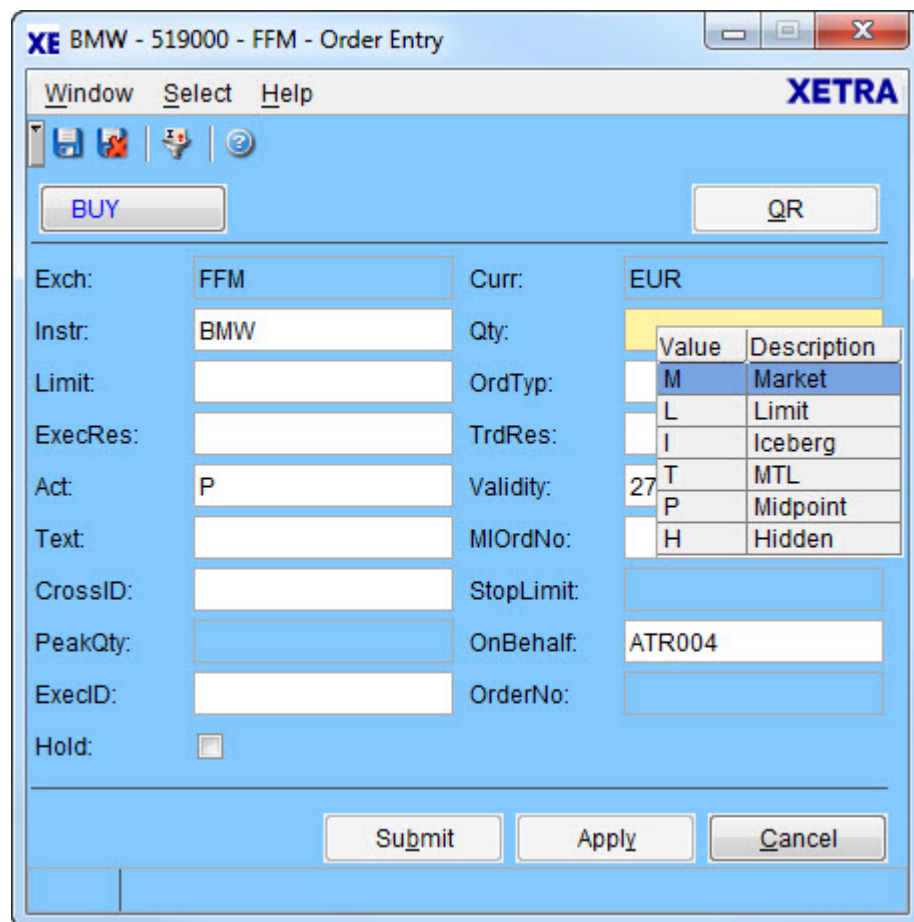 XE BMW - 519000 - FFM - Order Entry
Window Select Help XETRA
BUY QR
Exch: FFM Curr: EUR
Instr: BMW Qty:
Value Description
Limit: OrdTyp: M Market
L Limit
ExecRes: TrdRes: I Iceberg
Act: P Validity: 27 T MTL
P Midpoint
Text: MIOrdNo: H Hidden
CrossID: StopLimit:
PeakQty: OnBehalf: ATR004
ExecID: OrderNo:
Hold:
Submit Apply Cancel